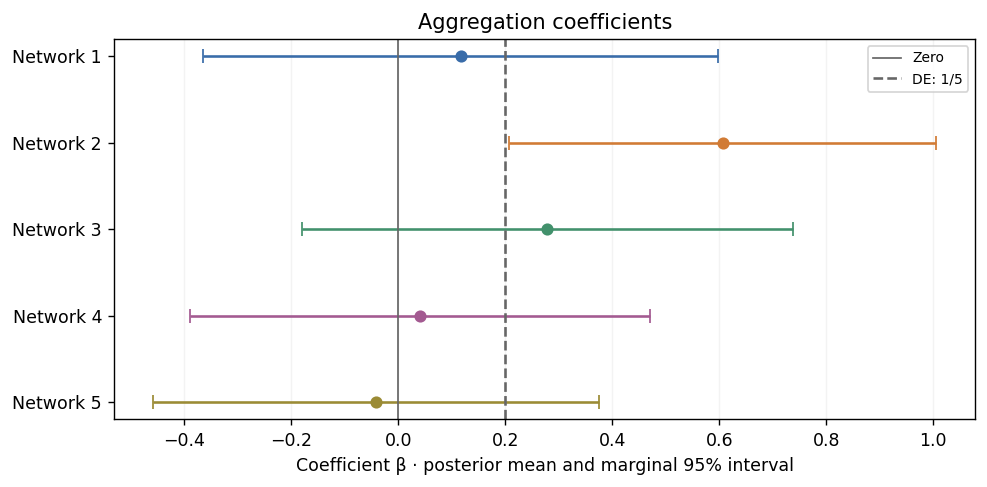 Aggregation coefficients
Network 1
Network 2
Network 3
Network 4
Network 5
Zero
DE: 1/5
−0.4
−0.2
0.0
0.2
0.4
0.6
0.8
1.0
Coefficient β · posterior mean and marginal 95% interval